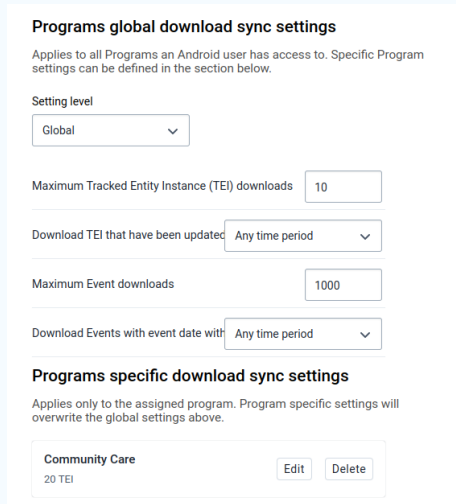 Programs global download sync settings
Applies to all Programs an Android user has access to. Specific Program
settings can be defined in the section below.
Setting level
Global
Maximum Tracked Entity Instance (TEI) downloads 10
Download TEI that have been updated Any time period
Maximum Event downloads 1000
Download Events with event date with Any time period
Programs specific download sync settings
Applies only to the assigned program. Program specific settings will
overwrite the global settings above.
Community Care
20 TEI
Edit Delete